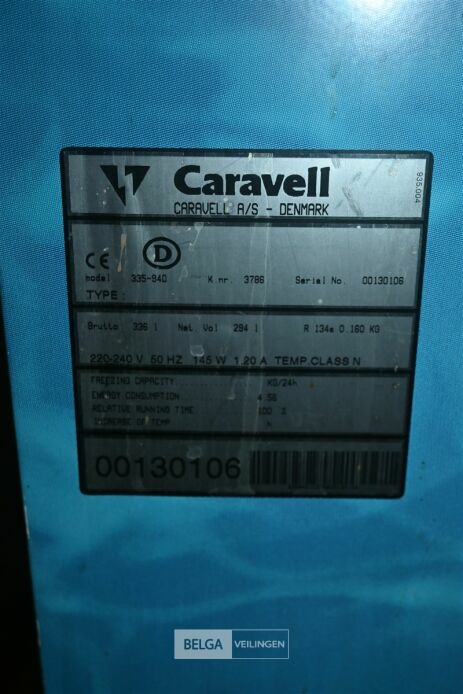 Caravell
CARAVELL A/S - DENMARK
935.004
CE D
model 335-940 K.nr. 3786 Serial No. 00130106
TYPE :
Brutto 336 l Net. Vol 294 l R 134a 0.160 KG
220-240 V 50 HZ 145 W 1.20 A TEMP.CLASS N
FREEZING CAPACITY KG/24h
ENERGY CONSUMPTION 4.56
RELATIVE RUNNING TIME 100 %
INCREASE OF TEMP h
00130106
BELGA VEILINGEN